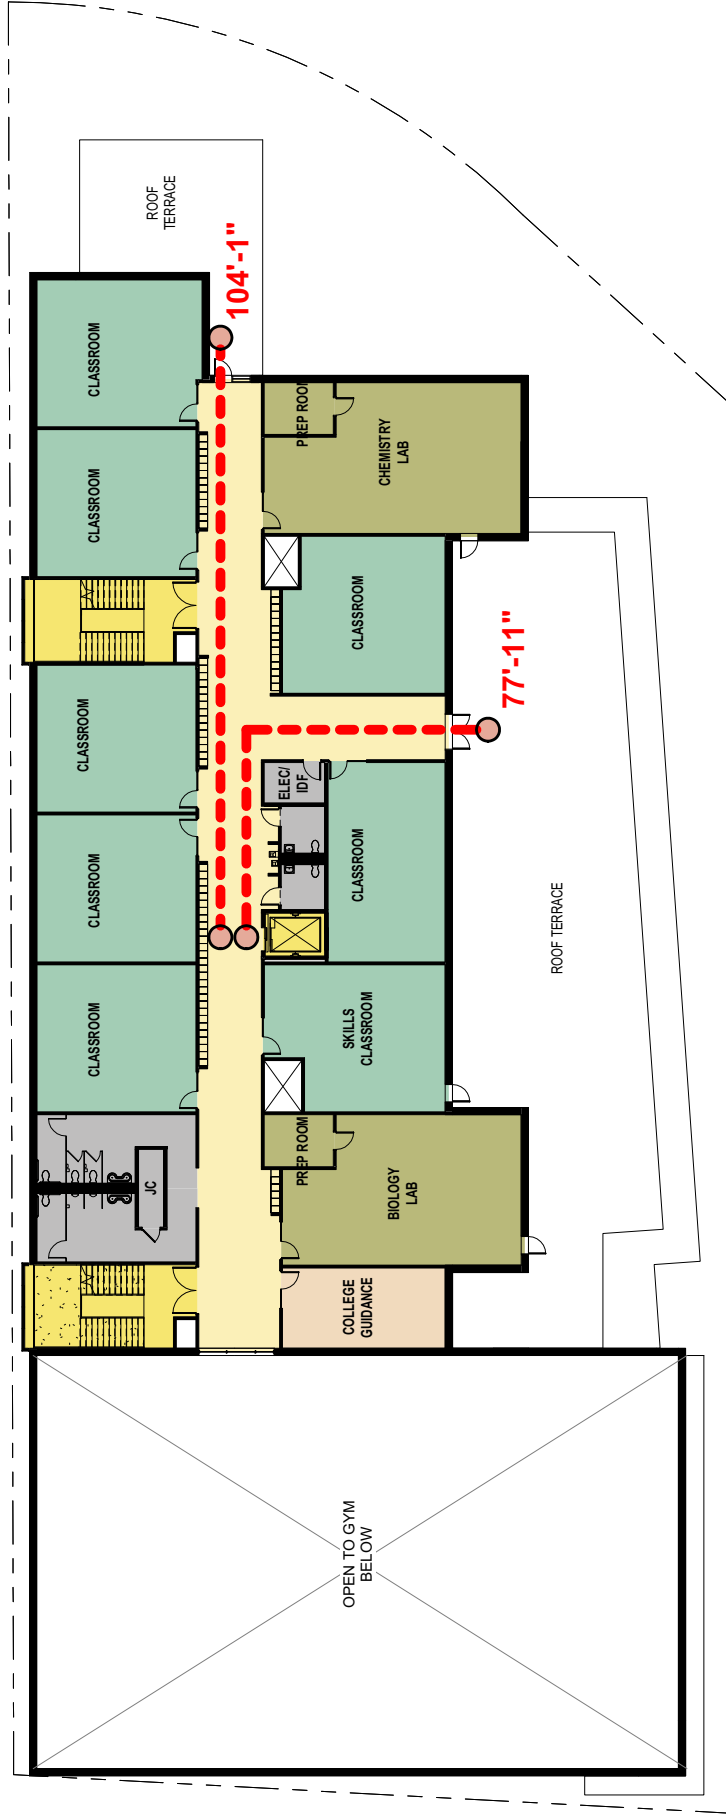 ROOF
TERRACE
104'-1"
CLASSROOM
PREP ROOM
CHEMISTRY
LAB
CLASSROOM
CLASSROOM
77'-11"
CLASSROOM
ELEC/
IDF
CLASSROOM
CLASSROOM
ROOF TERRACE
CLASSROOM
SKILLS
CLASSROOM
JC
PREP ROOM
BIOLOGY
LAB
COLLEGE
GUIDANCE
OPEN TO GYM
BELOW